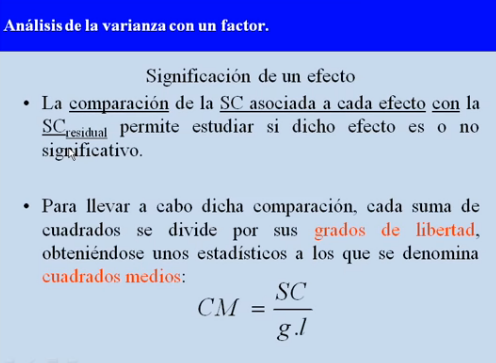 Análisis de la varianza con un factor.
Significación de un efecto
• La comparación de la SC asociada a cada efecto con la
SCresidual permite estudiar si dicho efecto es o no
significativo.
• Para llevar a cabo dicha comparación, cada suma de
cuadrados se divide por sus grados de libertad,
obteniéndose unos estadísticos a los que se denomina
cuadrados medios:
CM = SC / g.l